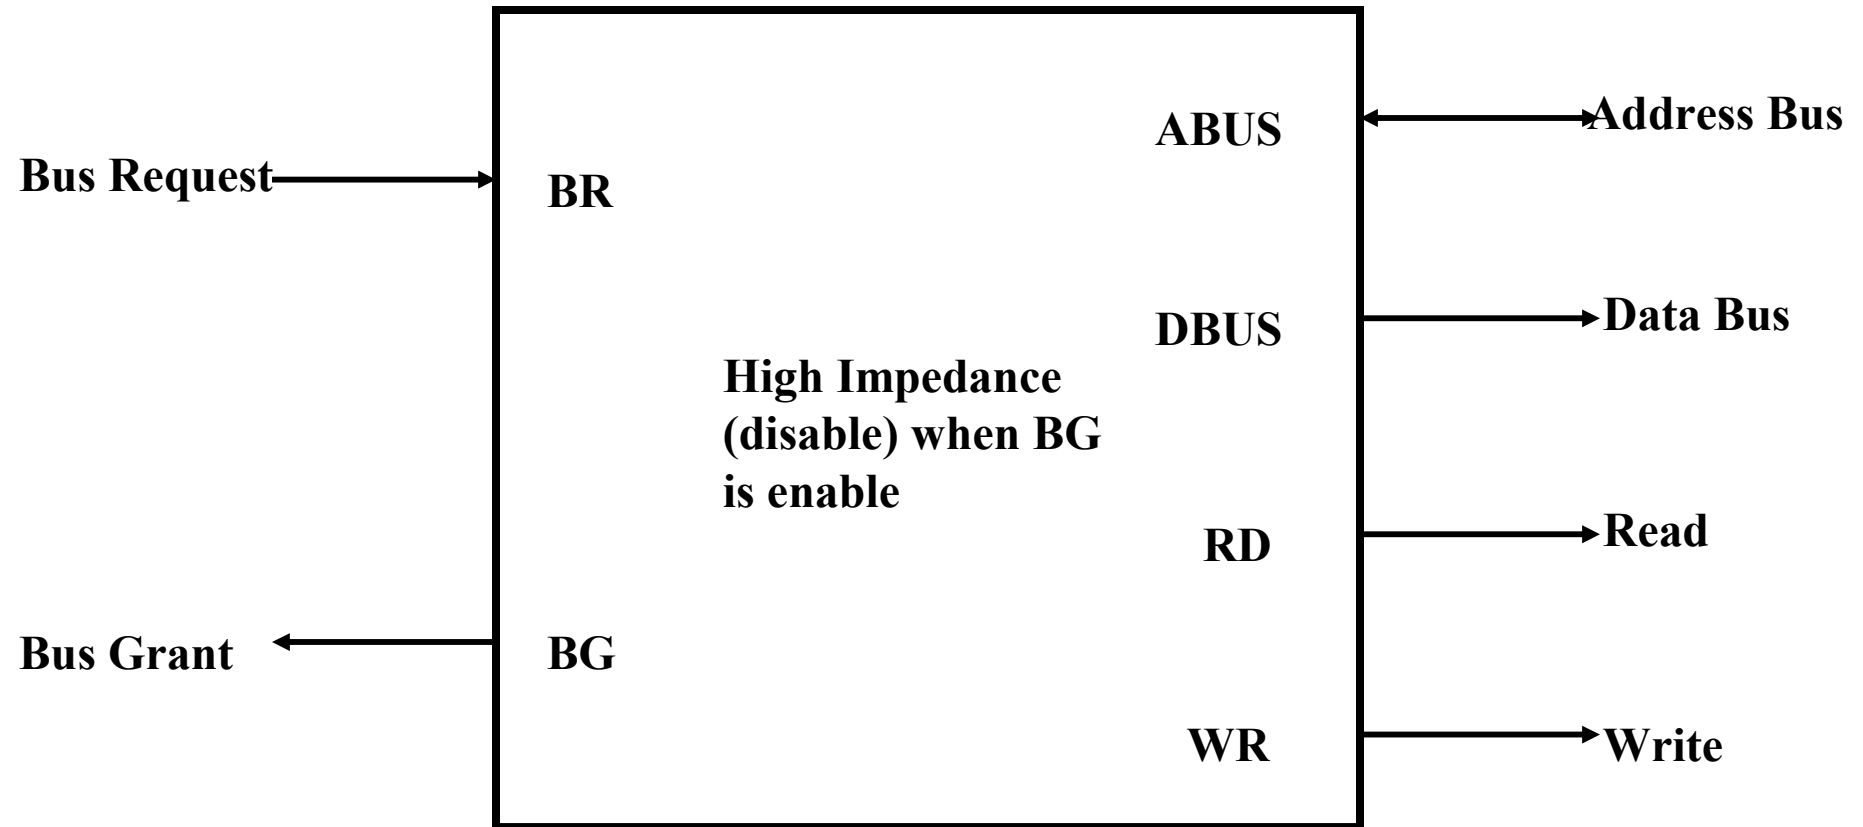 Bus Request
BR
ABUS
Address Bus
DBUS
Data Bus
High Impedance
(disable) when BG
is enable
RD
Read
Bus Grant
BG
WR
Write